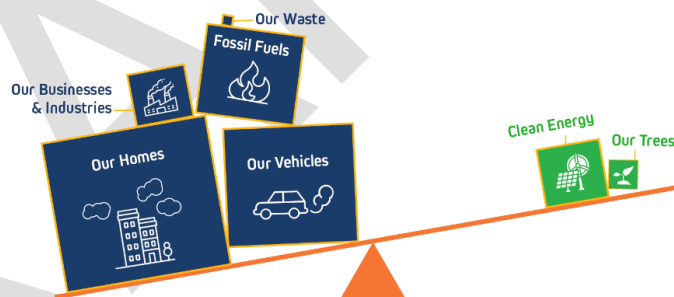 Our Waste
Fossil Fuels
Our Businesses
& Industries
Our Homes
Our Vehicles
Clean Energy
Our Trees